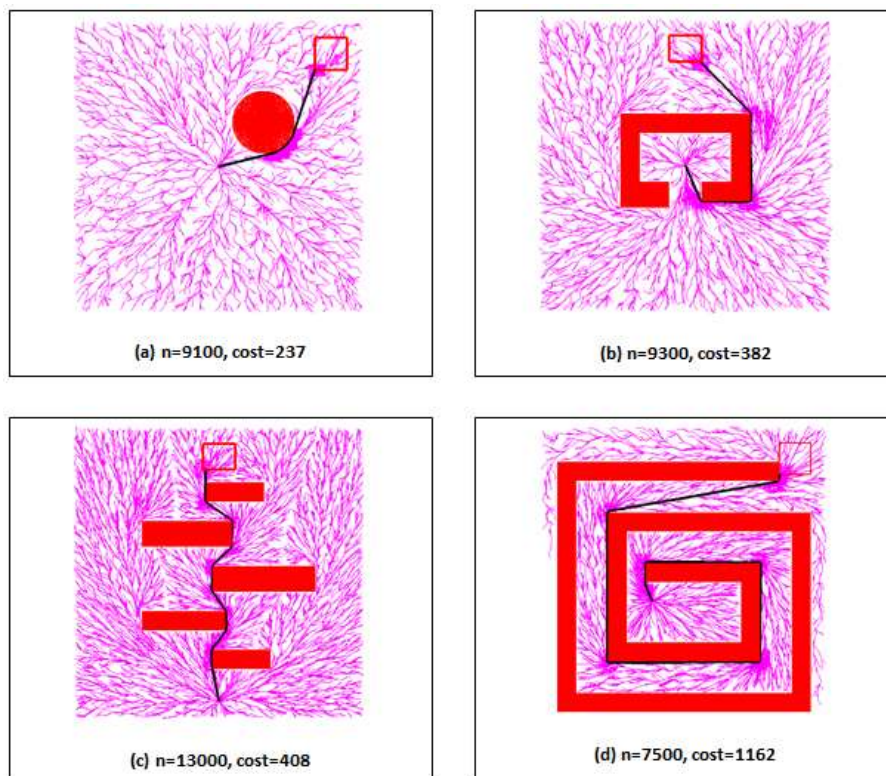 (a) n=9100, cost=237
(b) n=9300, cost=382
(c) n=13000, cost=408
(d) n=7500, cost=1162